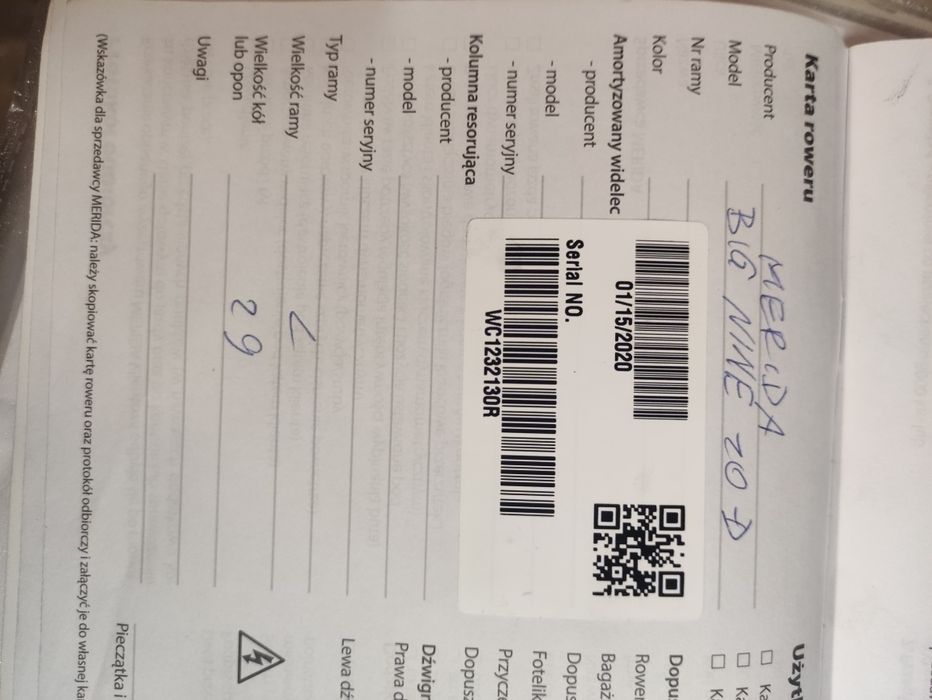 Karta roweru
Producent MERIDA
Model BIG NINE 20 D
Nr ramy
Kolor
01/15/2020
Amortyzowany widelec
- producent
Serial NO.
- model
- numer seryjny
WC1232130R
Kolumna resorująca
- producent
- model
- numer seryjny
Typ ramy
Wielkość ramy L
Wielkość kół
lub opon 29
Uwagi
(Wskazówka dla sprzedawcy MERIDA: należy skopiować kartę roweru oraz protokół odbiorczy i załączyć je do własnej ka
Użyt
Ka
Ka
K
Dopu
Rower
Bagaż
Dopus
Fotelik
Przycz
Dopusz
Dźwign
Prawa d
Lewa dź
Pieczątka i